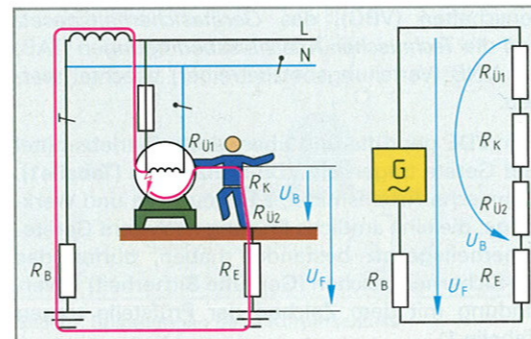 L
N
R_Ü1
R_K
U_B
R_Ü2
R_B
R_E
U_F
G
~
R_B
U_F
R_Ü1
R_K
R_Ü2
U_B
R_E